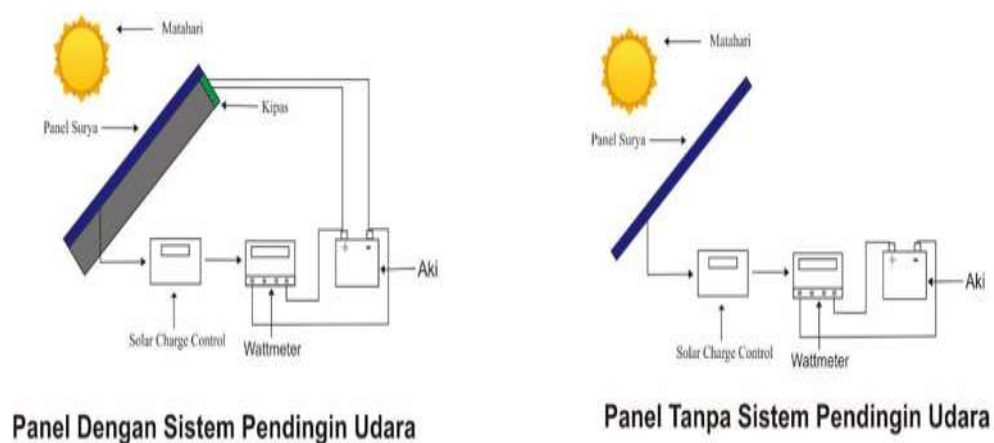 Matahari
Kipas
Panel Surya
+
-
Aki
Solar Charge Control
Wattmeter
Panel Dengan Sistem Pendingin Udara
Matahari
Panel Surya
+
-
Aki
Solar Charge Control
Wattmeter
Panel Tanpa Sistem Pendingin Udara